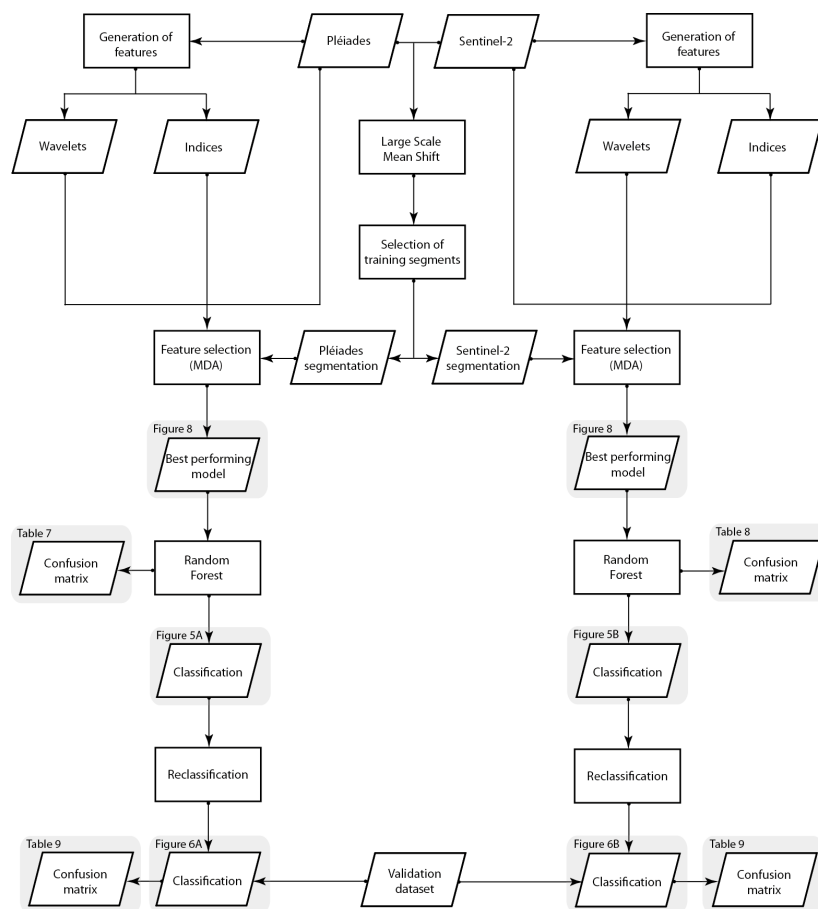 Generation of
features
Pléiades
Sentinel-2
Generation of
features
Wavelets
Indices
Large Scale
Mean Shift
Wavelets
Indices
Selection of
training segments
Feature selection
(MDA)
Pléiades
segmentation
Sentinel-2
segmentation
Feature selection
(MDA)
Figure 8
Best performing
model
Figure 8
Best performing
model
Table 7
Confusion
matrix
Random
Forest
Random
Forest
Table 8
Confusion
matrix
Figure 5A
Classification
Figure 5B
Classification
Reclassification
Reclassification
Table 9
Confusion
matrix
Figure 6A
Classification
Validation
dataset
Figure 6B
Classification
Table 9
Confusion
matrix